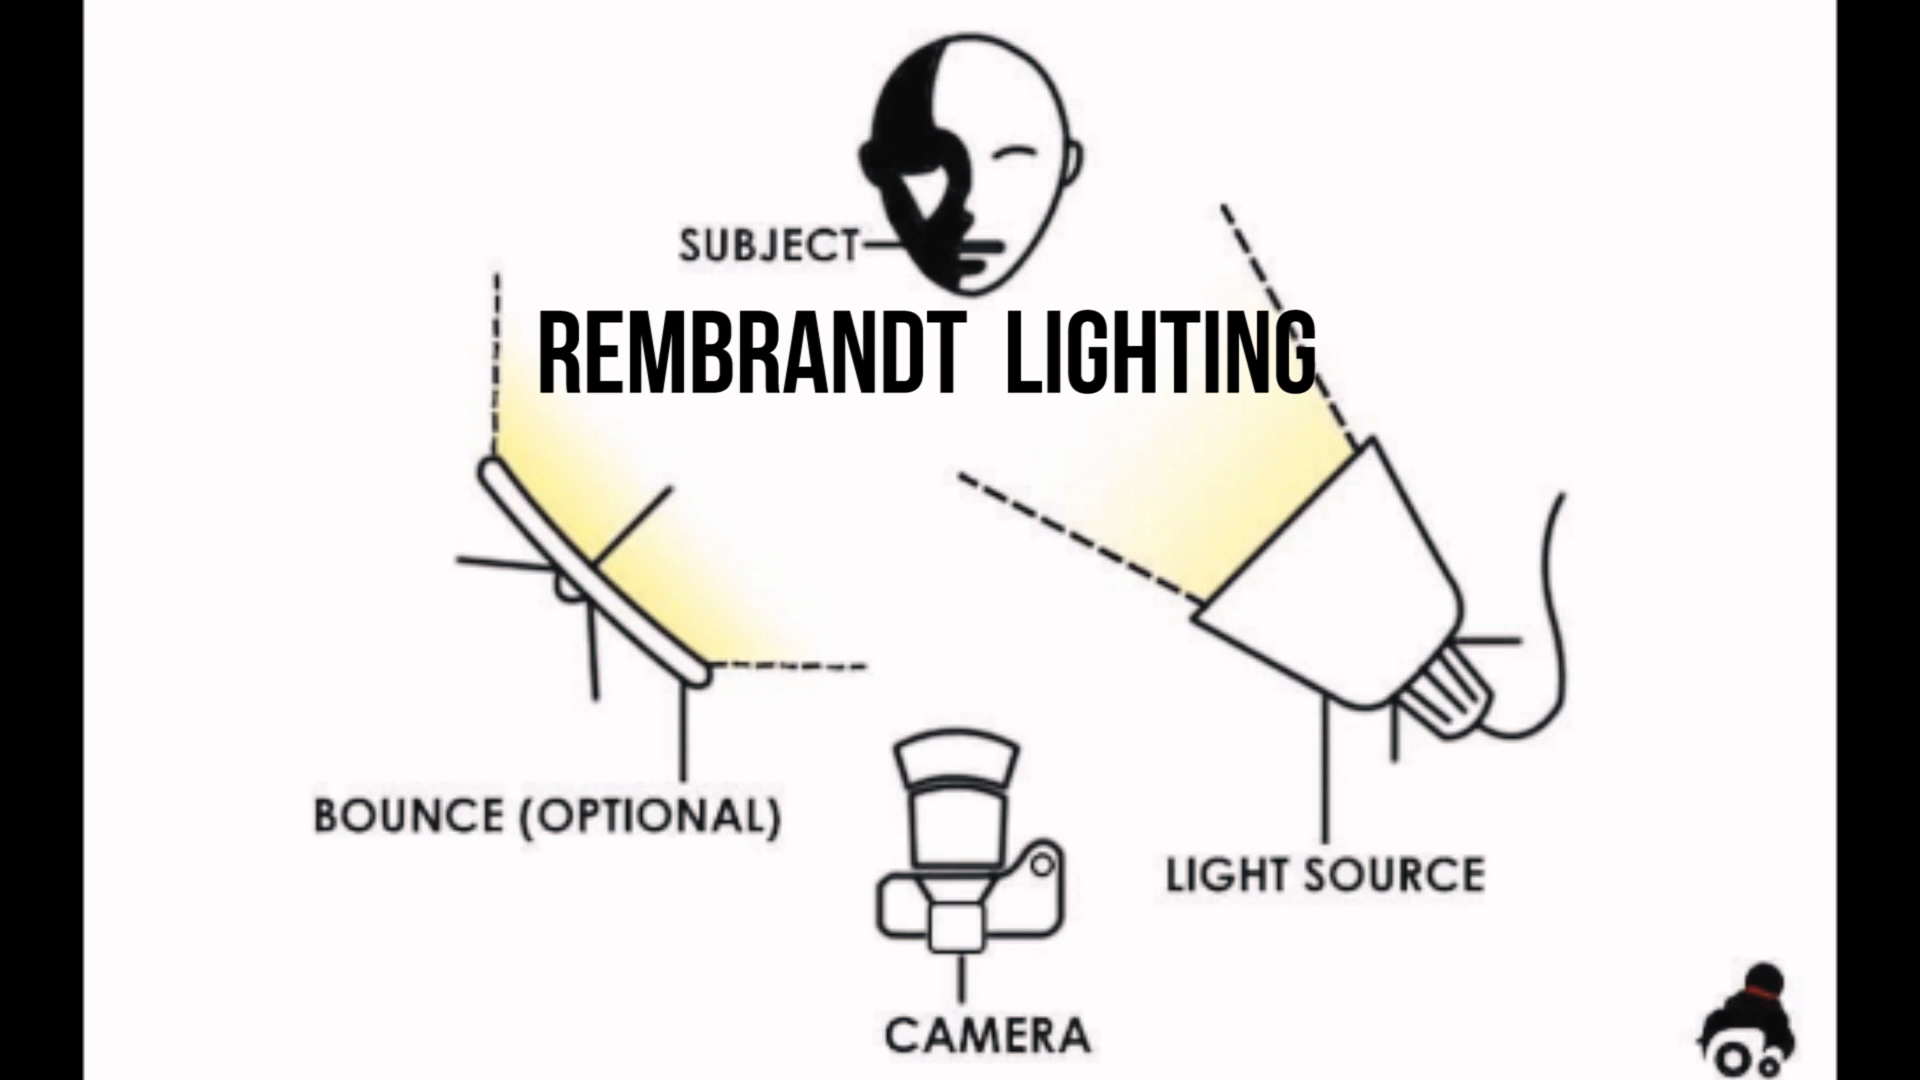 SUBJECT
REMBRANDT LIGHTING
BOUNCE (OPTIONAL)
LIGHT SOURCE
CAMERA